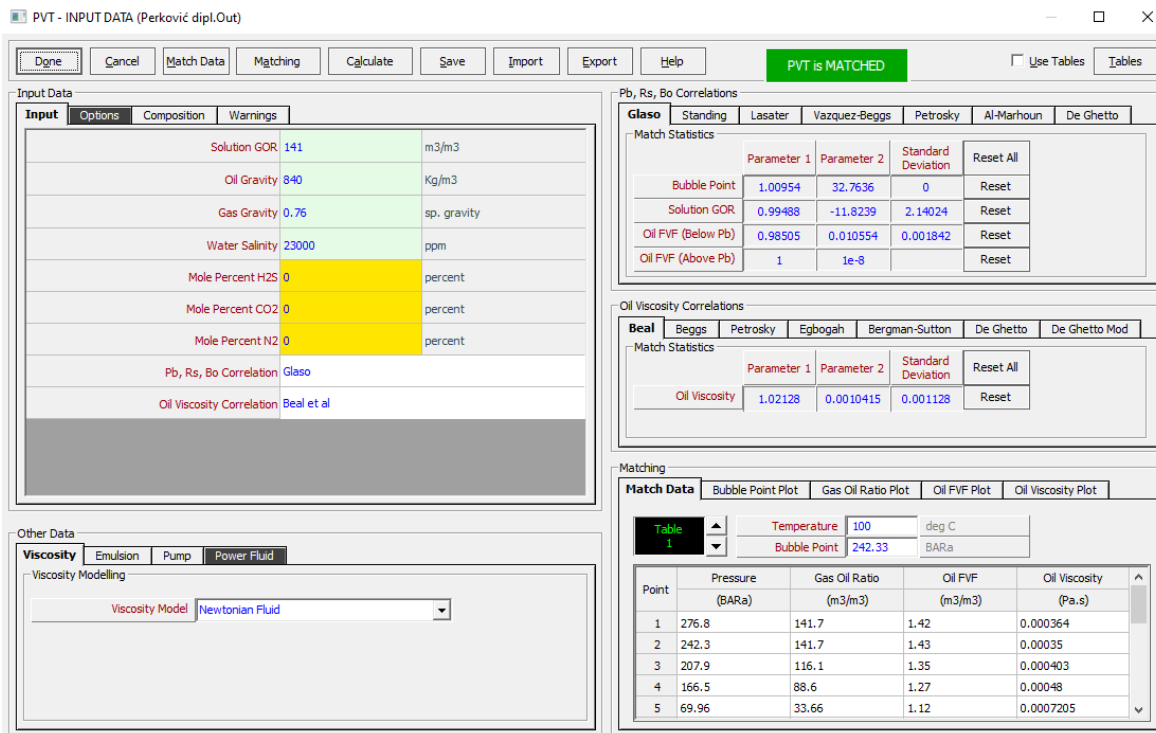 PVT - INPUT DATA (Perković dipl.Out)
Done Cancel Match Data Matching Calculate Save Import Export Help PVT is MATCHED Use Tables Tables
Input Data
Input Options Composition Warnings
Solution GOR 141 m3/m3
Oil Gravity 840 Kg/m3
Gas Gravity 0.76 sp. gravity
Water Salinity 23000 ppm
Mole Percent H2S 0 percent
Mole Percent CO2 0 percent
Mole Percent N2 0 percent
Pb, Rs, Bo Correlation Glaso
Oil Viscosity Correlation Beal et al
Other Data
Viscosity Emulsion Pump Power Fluid
Viscosity Modelling
Viscosity Model Newtonian Fluid
Pb, Rs, Bo Correlations
Glaso Standing Lasater Vazquez-Beggs Petrosky Al-Marhoun De Ghetto
Match Statistics
Parameter 1 Parameter 2 Standard Deviation Reset All
Bubble Point 1.00954 32.7636 0 Reset
Solution GOR 0.99488 -11.8239 2.14024 Reset
Oil FVF (Below Pb) 0.98505 0.010554 0.001842 Reset
Oil FVF (Above Pb) 1 1e-8 Reset
Oil Viscosity Correlations
Beal Beggs Petrosky Egbogah Bergman-Sutton De Ghetto De Ghetto Mod
Match Statistics
Parameter 1 Parameter 2 Standard Deviation Reset All
Oil Viscosity 1.02128 0.0010415 0.001128 Reset
Matching
Match Data Bubble Point Plot Gas Oil Ratio Plot Oil FVF Plot Oil Viscosity Plot
Table 1
Temperature 100 deg C
Bubble Point 242.33 BARa
Point Pressure Gas Oil Ratio Oil FVF Oil Viscosity
(BARa) (m3/m3) (m3/m3) (Pa.s)
1 276.8 141.7 1.42 0.000364
2 242.3 141.7 1.43 0.00035
3 207.9 116.1 1.35 0.000403
4 166.5 88.6 1.27 0.00048
5 69.96 33.66 1.12 0.0007205